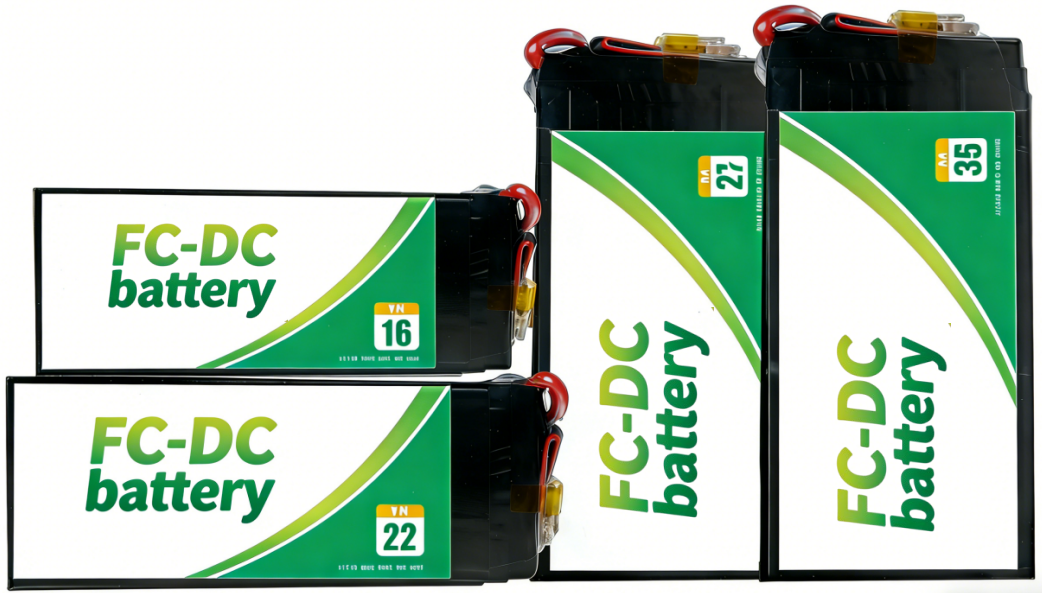 FC-DC
battery
16
FC-DC
battery
22
FC-DC
battery
27
FC-DC
battery
35